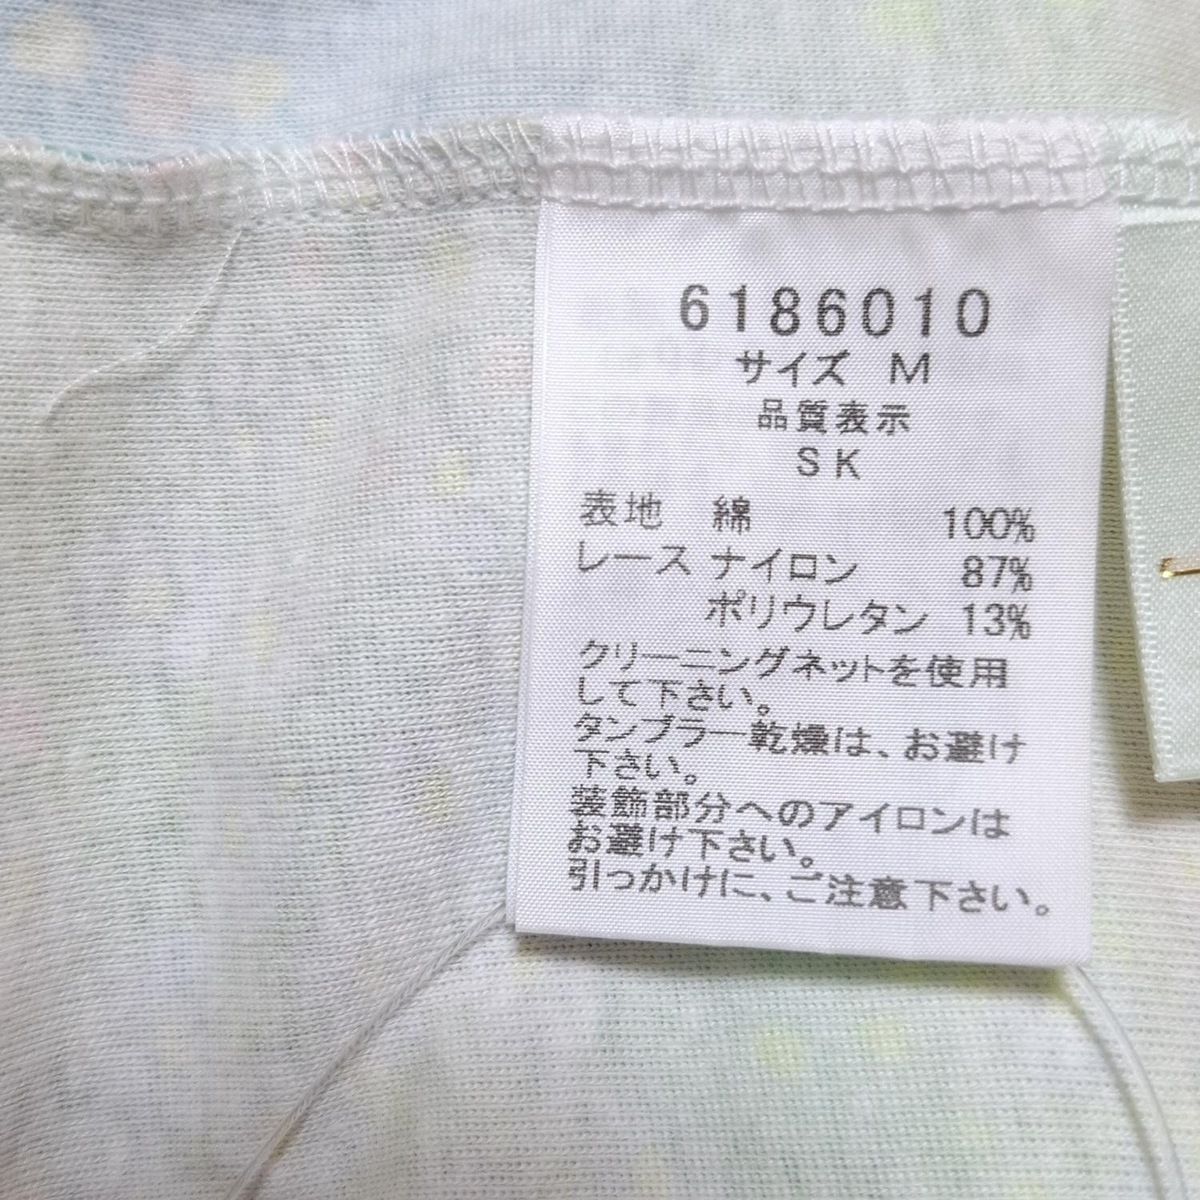 6186010
サイズ M
品質表示
SK
表地 綿 100%
レース ナイロン 87%
ポリウレタン 13%
クリーニングネットを使用
して下さい。
タンブラー乾燥は、お避け
下さい。
装飾部分へのアイロンは
お避け下さい。
引っかけに、ご注意下さい。